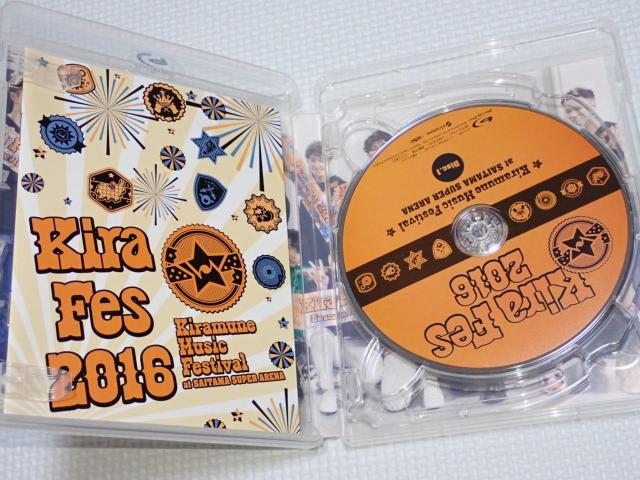 Kira
Fes
2016
Kiramune
Music
Festival
at SAITAMA SUPER ARENA
Kira Fes
2016
★ Kiramune Music Festival ★
at SAITAMA SUPER ARENA
Disc.1